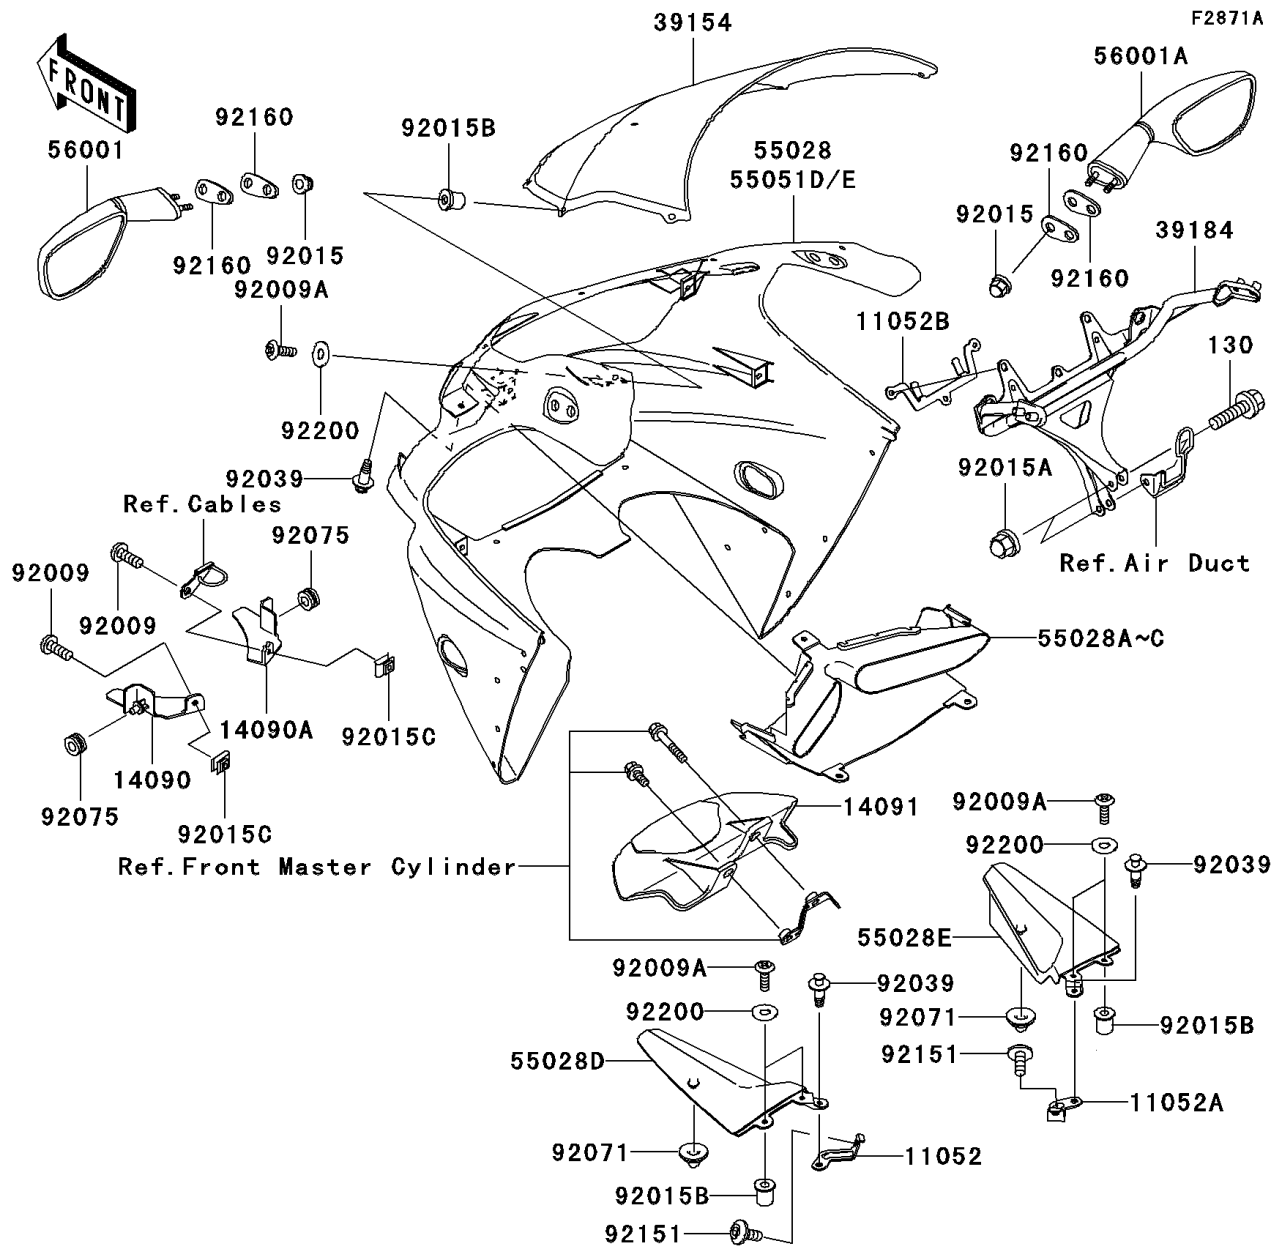 F2871A
39154
FRONT
56001A
92160
92015B
56001
55028
55051D/E
92160
92015
39184
92160
92015
92160
92009A
11052B
130
92200
92015A
92039
Ref.Cables
92075
Ref.Air Duct
92009
92009
55028A~C
14090A
92015C
14090
92075
92015C
14091
92009A
92200
92039
Ref.Front Master Cylinder
55028E
92009A
92039
92200
92071
92015B
92151
55028D
11052A
92071
11052
92015B
92151